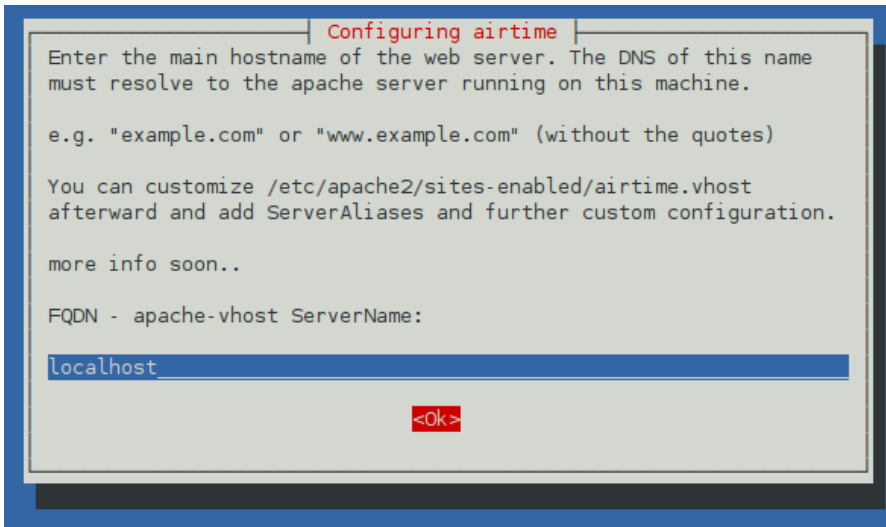 Configuring airtime
Enter the main hostname of the web server. The DNS of this name
must resolve to the apache server running on this machine.
e.g. "example.com" or "www.example.com" (without the quotes)
You can customize /etc/apache2/sites-enabled/airtime.vhost
afterward and add ServerAliases and further custom configuration.
more info soon..
FQDN - apache-vhost ServerName:
localhost
<Ok>